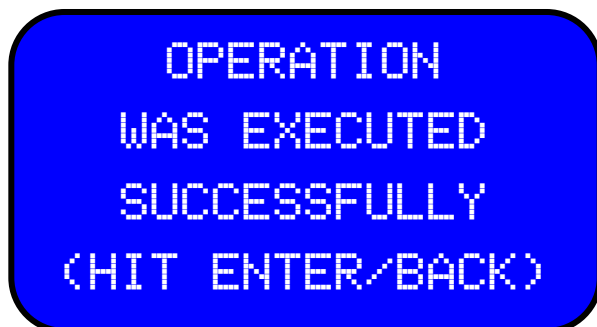 OPERATION
WAS EXECUTED
SUCCESSFULLY
(HIT ENTER/BACK)